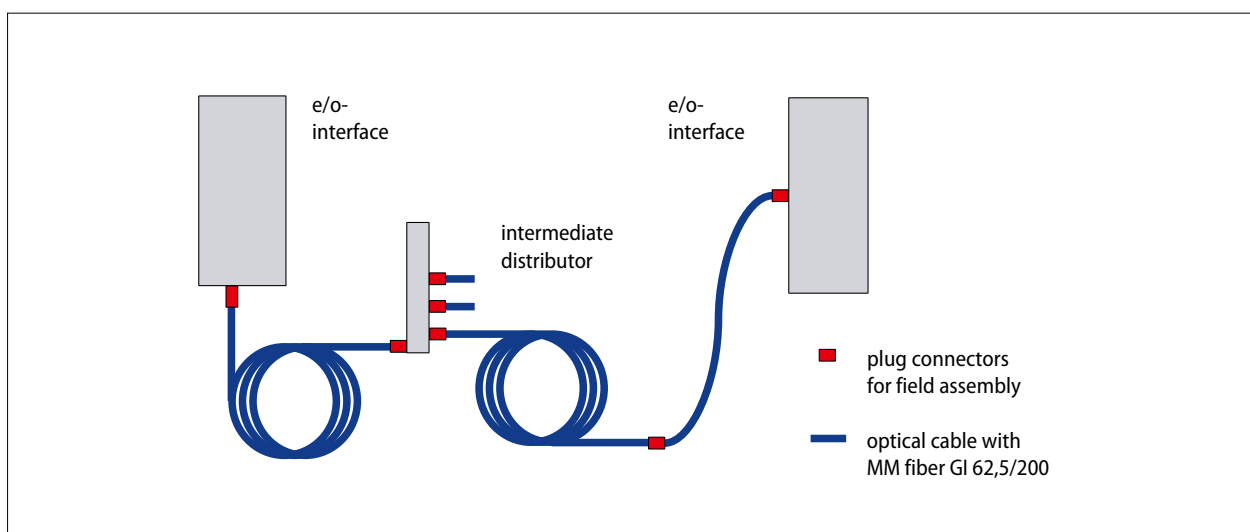 e/o-
interface
e/o-
interface
intermediate
distributor
plug connectors
for field assembly
optical cable with
MM fiber GI 62,5/200